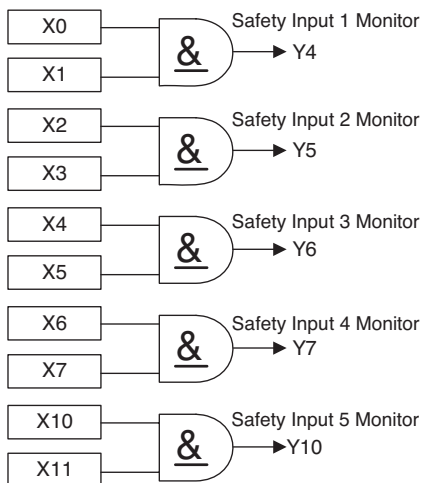 X0
Safety Input 1 Monitor
&
Y4
X1
X2
Safety Input 2 Monitor
&
Y5
X3
X4
Safety Input 3 Monitor
&
Y6
X5
X6
Safety Input 4 Monitor
&
Y7
X7
X10
Safety Input 5 Monitor
&
Y10
X11